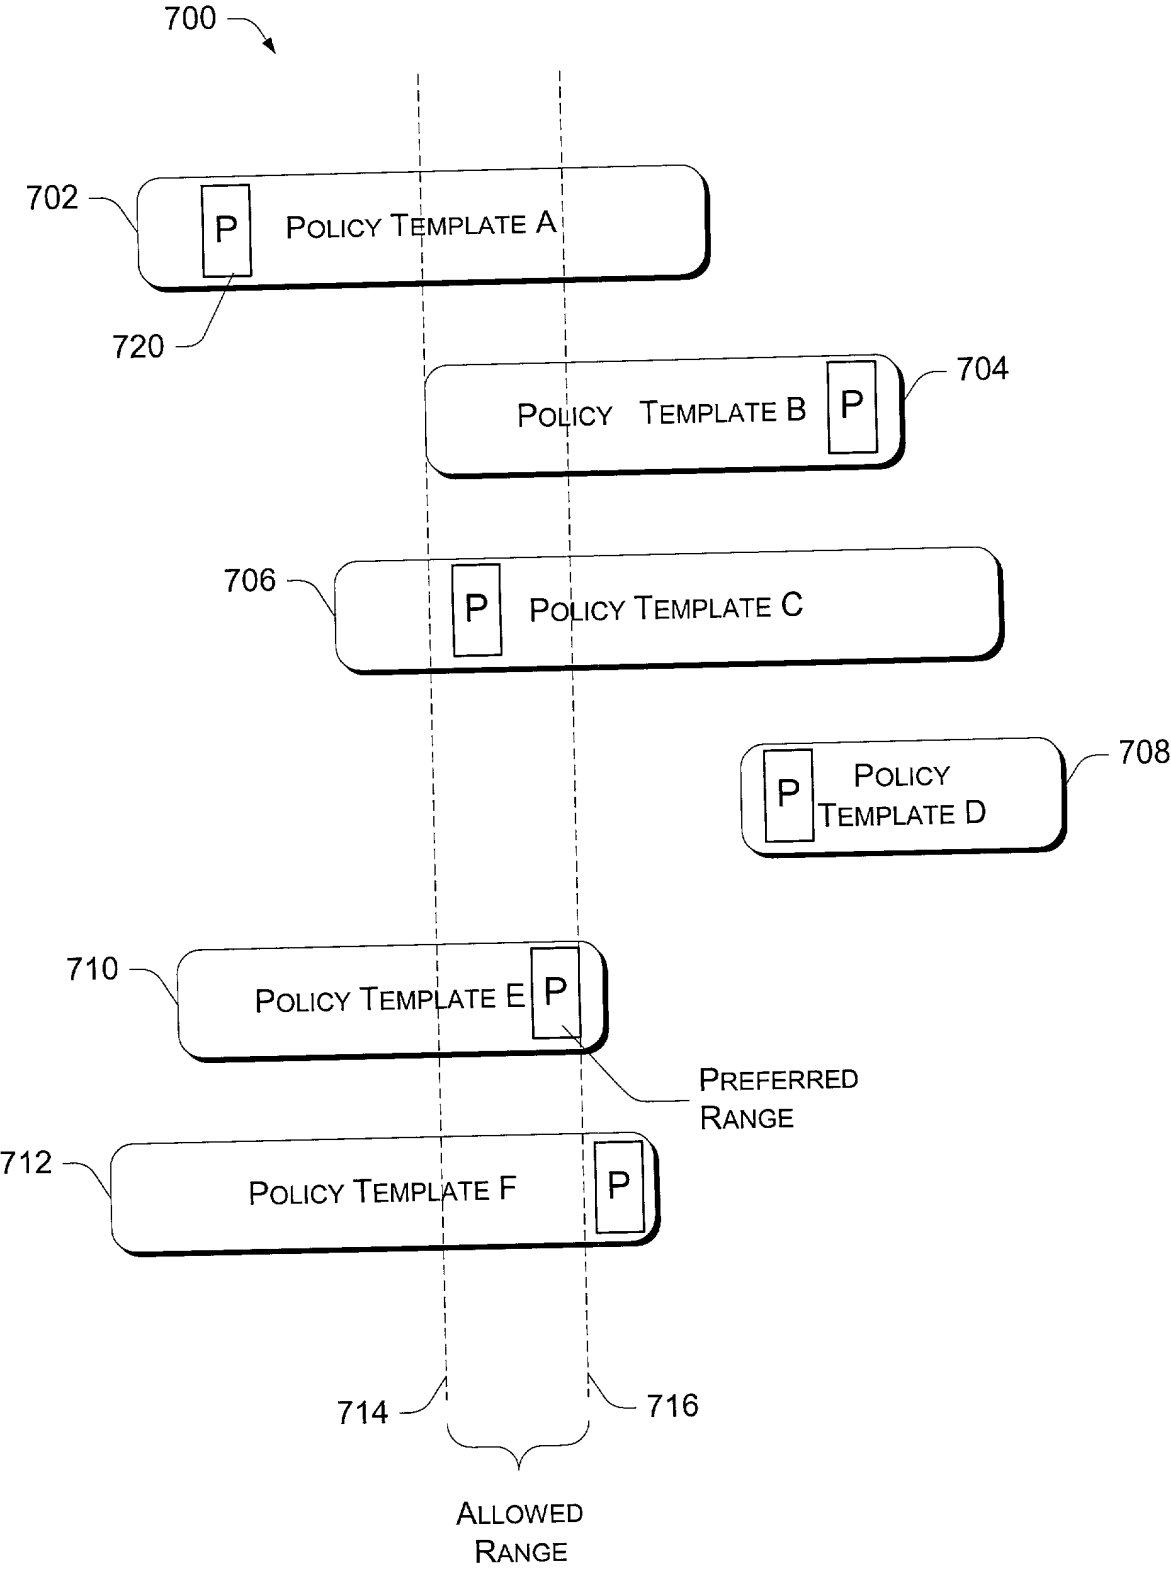 700
702
P
POLICY TEMPLATE A
720
704
POLICY TEMPLATE B
P
706
P
POLICY TEMPLATE C
708
P
POLICY
TEMPLATE D
710
POLICY TEMPLATE E
P
PREFERRED
RANGE
712
POLICY TEMPLATE F
P
714
716
ALLOWED
RANGE